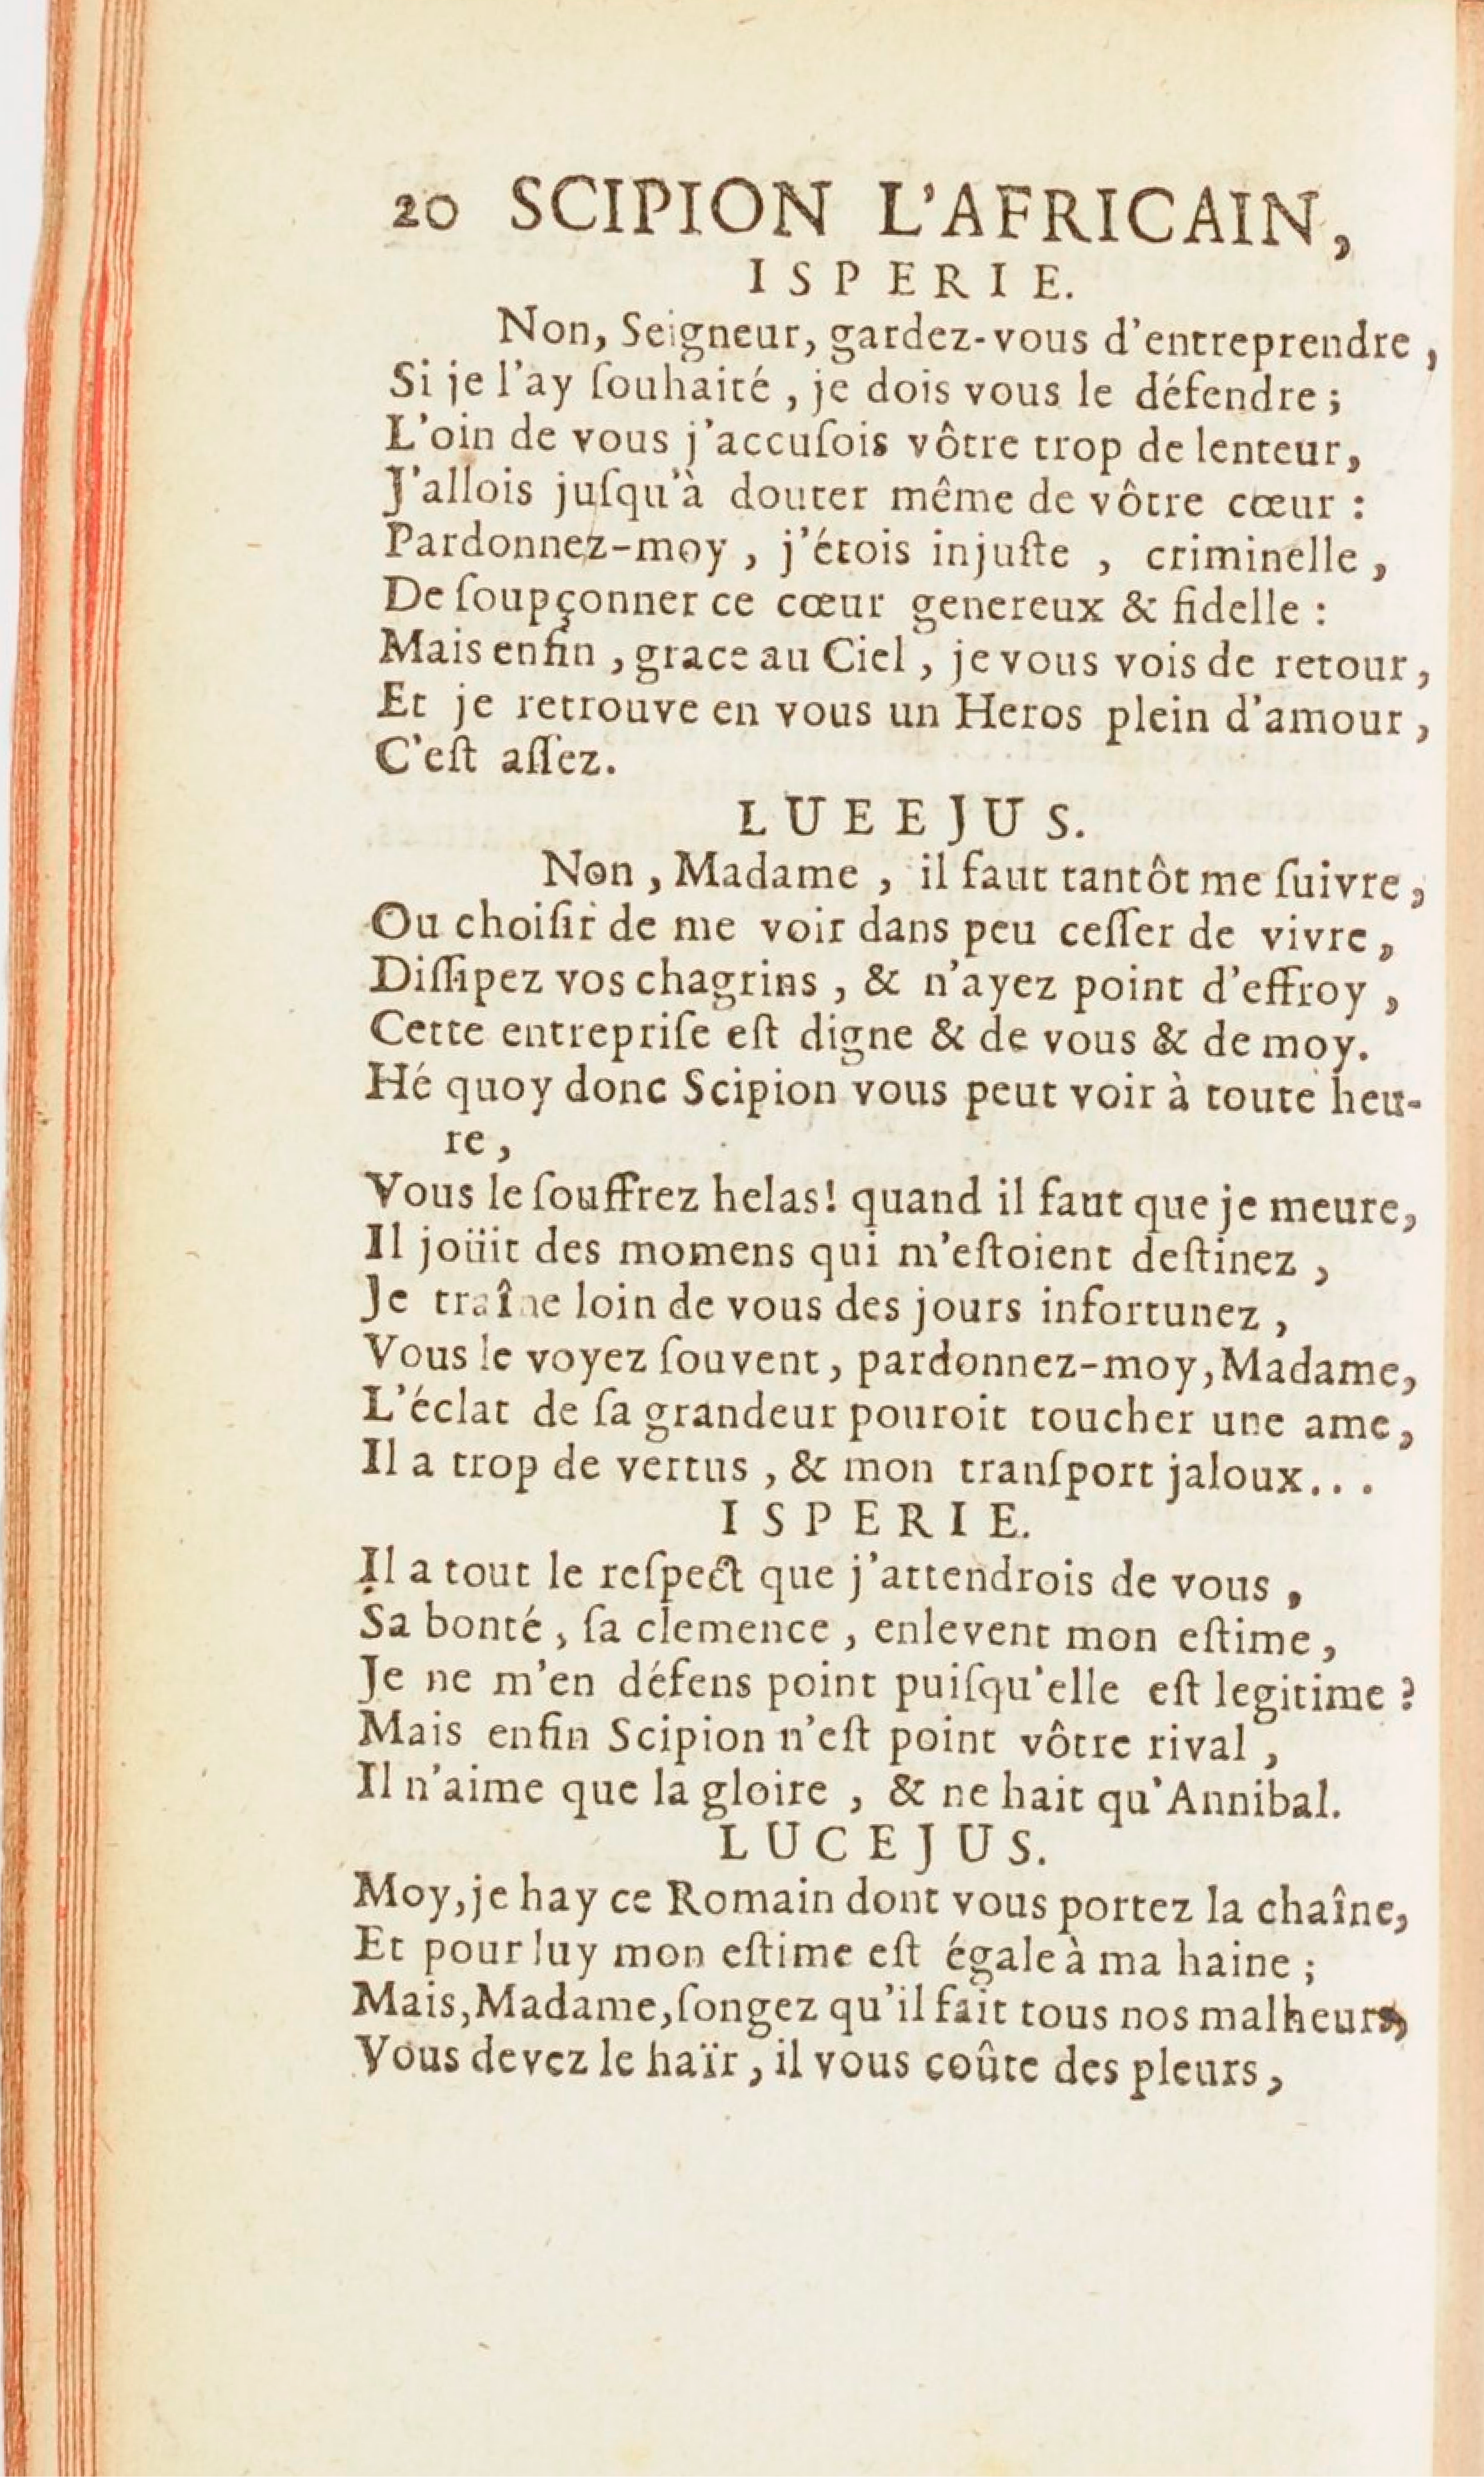 20 SCIPION L'AFRICAIN,
ISPERIE.
Non, Seigneur, gardez-vous d'entreprendre,
Si je l'ay ſouhaité, je dois vous le défendre;
L'oin de vous j'accuſois vôtre trop de lenteur,
J'allois juſqu'à douter même de vôtre cœur :
Pardonnez-moy, j'étois injuſte, criminelle,
De ſoupçonner ce cœur genereux & fidelle :
Mais enfin, grace au Ciel, je vous vois de retour,
Et je retrouve en vous un Heros plein d'amour,
C'eſt aſſez.
LUEEJUS.
Non, Madame, il faut tantôt me ſuivre,
Ou choiſir de me voir dans peu ceſſer de vivre,
Diſſipez vos chagrins, & n'ayez point d'effroy,
Cette entrepriſe eſt digne & de vous & de moy.
Hé quoy donc Scipion vous peut voir à toute heu-
re,
Vous le ſouffrez helas! quand il faut que je meure,
Il joüit des momens qui m'eſtoient deſtinez,
Je traîne loin de vous des jours infortunez,
Vous le voyez ſouvent, pardonnez-moy, Madame,
L'éclat de ſa grandeur pouroit toucher une ame,
Il a trop de vertus, & mon tranſport jaloux...
ISPERIE.
Il a tout le reſpect que j'attendrois de vous,
Sa bonté, ſa clemence, enlevent mon eſtime,
Je ne m'en défens point puiſqu'elle eſt legitime ?
Mais enfin Scipion n'eſt point vôtre rival,
Il n'aime que la gloire, & ne hait qu'Annibal.
LUCEJUS.
Moy, je hay ce Romain dont vous portez la chaîne,
Et pour luy mon eſtime eſt égale à ma haine;
Mais, Madame, ſongez qu'il fait tous nos malheurs,
Vous devez le haïr, il vous coûte des pleurs,